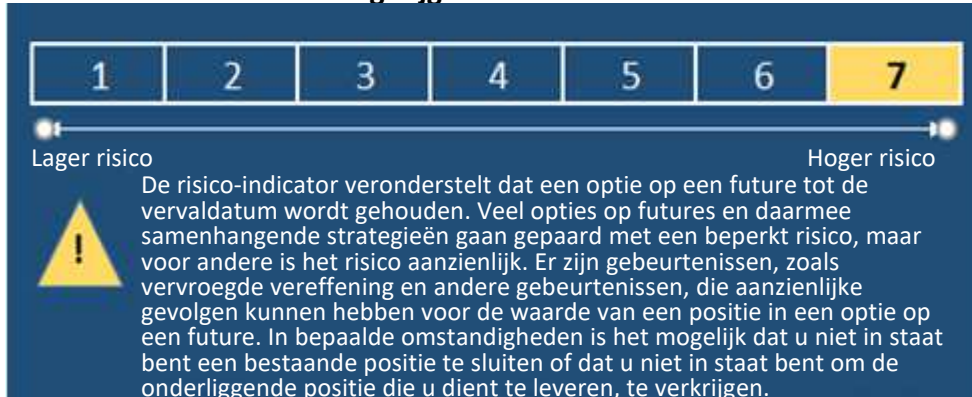 1 2 3 4 5 6 7
Lager risico Hoger risico
De risico-indicator veronderstelt dat een optie op een future tot de
vervaldatum wordt gehouden. Veel opties op futures en daarmee
! samenhangende strategieën gaan gepaard met een beperkt risico, maar
voor andere is het risico aanzienlijk. Er zijn gebeurtenissen, zoals
vervroegde vereffening en andere gebeurtenissen, die aanzienlijke
gevolgen kunnen hebben voor de waarde van een positie in een optie op
een future. In bepaalde omstandigheden is het mogelijk dat u niet in staat
bent een bestaande positie te sluiten of dat u niet in staat bent om de
onderliggende positie die u dient te leveren, te verkrijgen.